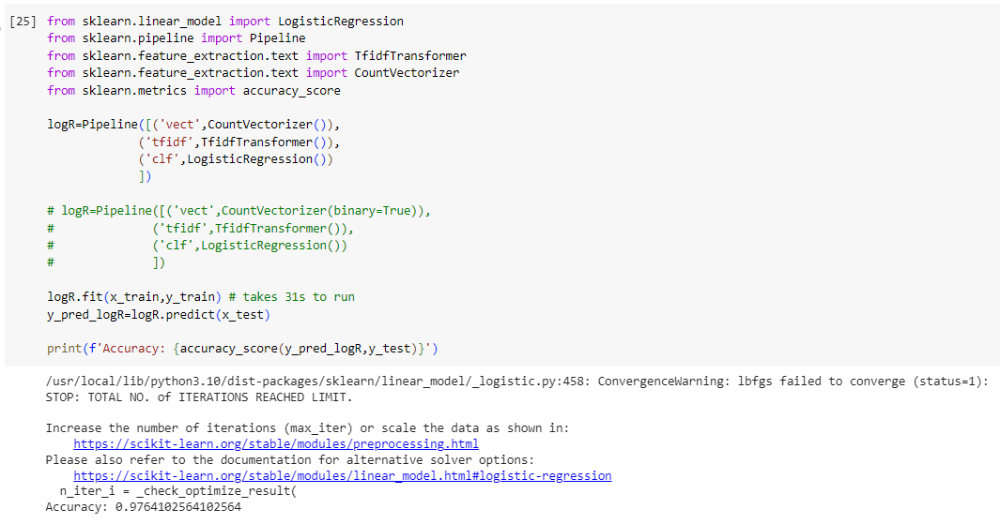 [25] from sklearn.linear_model import LogisticRegression
from sklearn.pipeline import Pipeline
from sklearn.feature_extraction.text import TfidfTransformer
from sklearn.feature_extraction.text import CountVectorizer
from sklearn.metrics import accuracy_score
logR=Pipeline([('vect',CountVectorizer()),
('tfidf',TfidfTransformer()),
('clf',LogisticRegression())
])
# logR=Pipeline([('vect',CountVectorizer(binary=True)),
# ('tfidf',TfidfTransformer()),
# ('clf',LogisticRegression())
# ])
logR.fit(x_train,y_train) # takes 31s to run
y_pred_logR=logR.predict(x_test)
print(f'Accuracy: {accuracy_score(y_pred_logR,y_test)}')
/usr/local/lib/python3.10/dist-packages/sklearn/linear_model/_logistic.py:458: ConvergenceWarning: lbfgs failed to converge (status=1):
STOP: TOTAL NO. of ITERATIONS REACHED LIMIT.
Increase the number of iterations (max_iter) or scale the data as shown in:
https://scikit-learn.org/stable/modules/preprocessing.html
Please also refer to the documentation for alternative solver options:
https://scikit-learn.org/stable/modules/linear_model.html#logistic-regression
n_iter_i = _check_optimize_result(
Accuracy: 0.9764102564102564